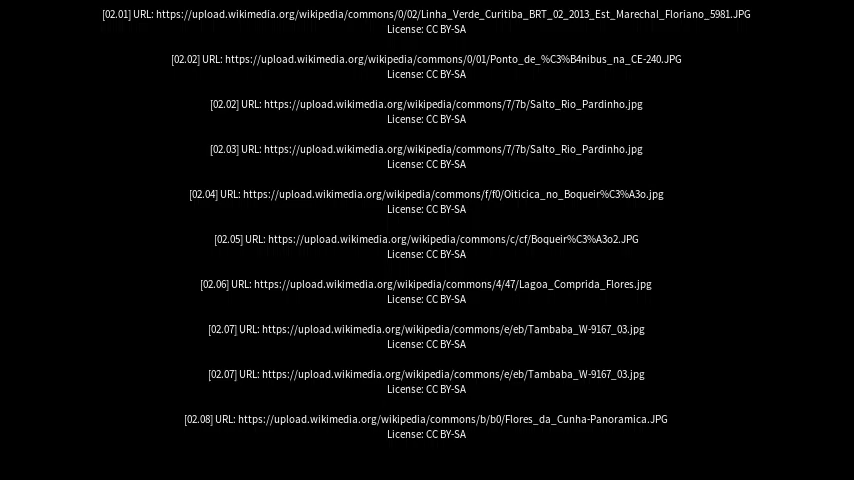 [02.01] URL: https://upload.wikimedia.org/wikipedia/commons/0/02/Linha_Verde_Curitiba_BRT_02_2013_Est_Marechal_Floriano_5981.JPG
License: CC BY-SA
[02.02] URL: https://upload.wikimedia.org/wikipedia/commons/0/01/Ponto_de_%C3%B4nibus_na_CE-240.JPG
License: CC BY-SA
[02.02] URL: https://upload.wikimedia.org/wikipedia/commons/7/7b/Salto_Rio_Pardinho.jpg
License: CC BY-SA
[02.03] URL: https://upload.wikimedia.org/wikipedia/commons/7/7b/Salto_Rio_Pardinho.jpg
License: CC BY-SA
[02.04] URL: https://upload.wikimedia.org/wikipedia/commons/f/f0/Oiticica_no_Boqueir%C3%A3o.jpg
License: CC BY-SA
[02.05] URL: https://upload.wikimedia.org/wikipedia/commons/c/cf/Boqueir%C3%A3o2.JPG
License: CC BY-SA
[02.06] URL: https://upload.wikimedia.org/wikipedia/commons/4/47/Lagoa_Comprida_Flores.jpg
License: CC BY-SA
[02.07] URL: https://upload.wikimedia.org/wikipedia/commons/e/eb/Tambaba_W-9167_03.jpg
License: CC BY-SA
[02.07] URL: https://upload.wikimedia.org/wikipedia/commons/e/eb/Tambaba_W-9167_03.jpg
License: CC BY-SA
[02.08] URL: https://upload.wikimedia.org/wikipedia/commons/b/b0/Flores_da_Cunha-Panoramica.JPG
License: CC BY-SA